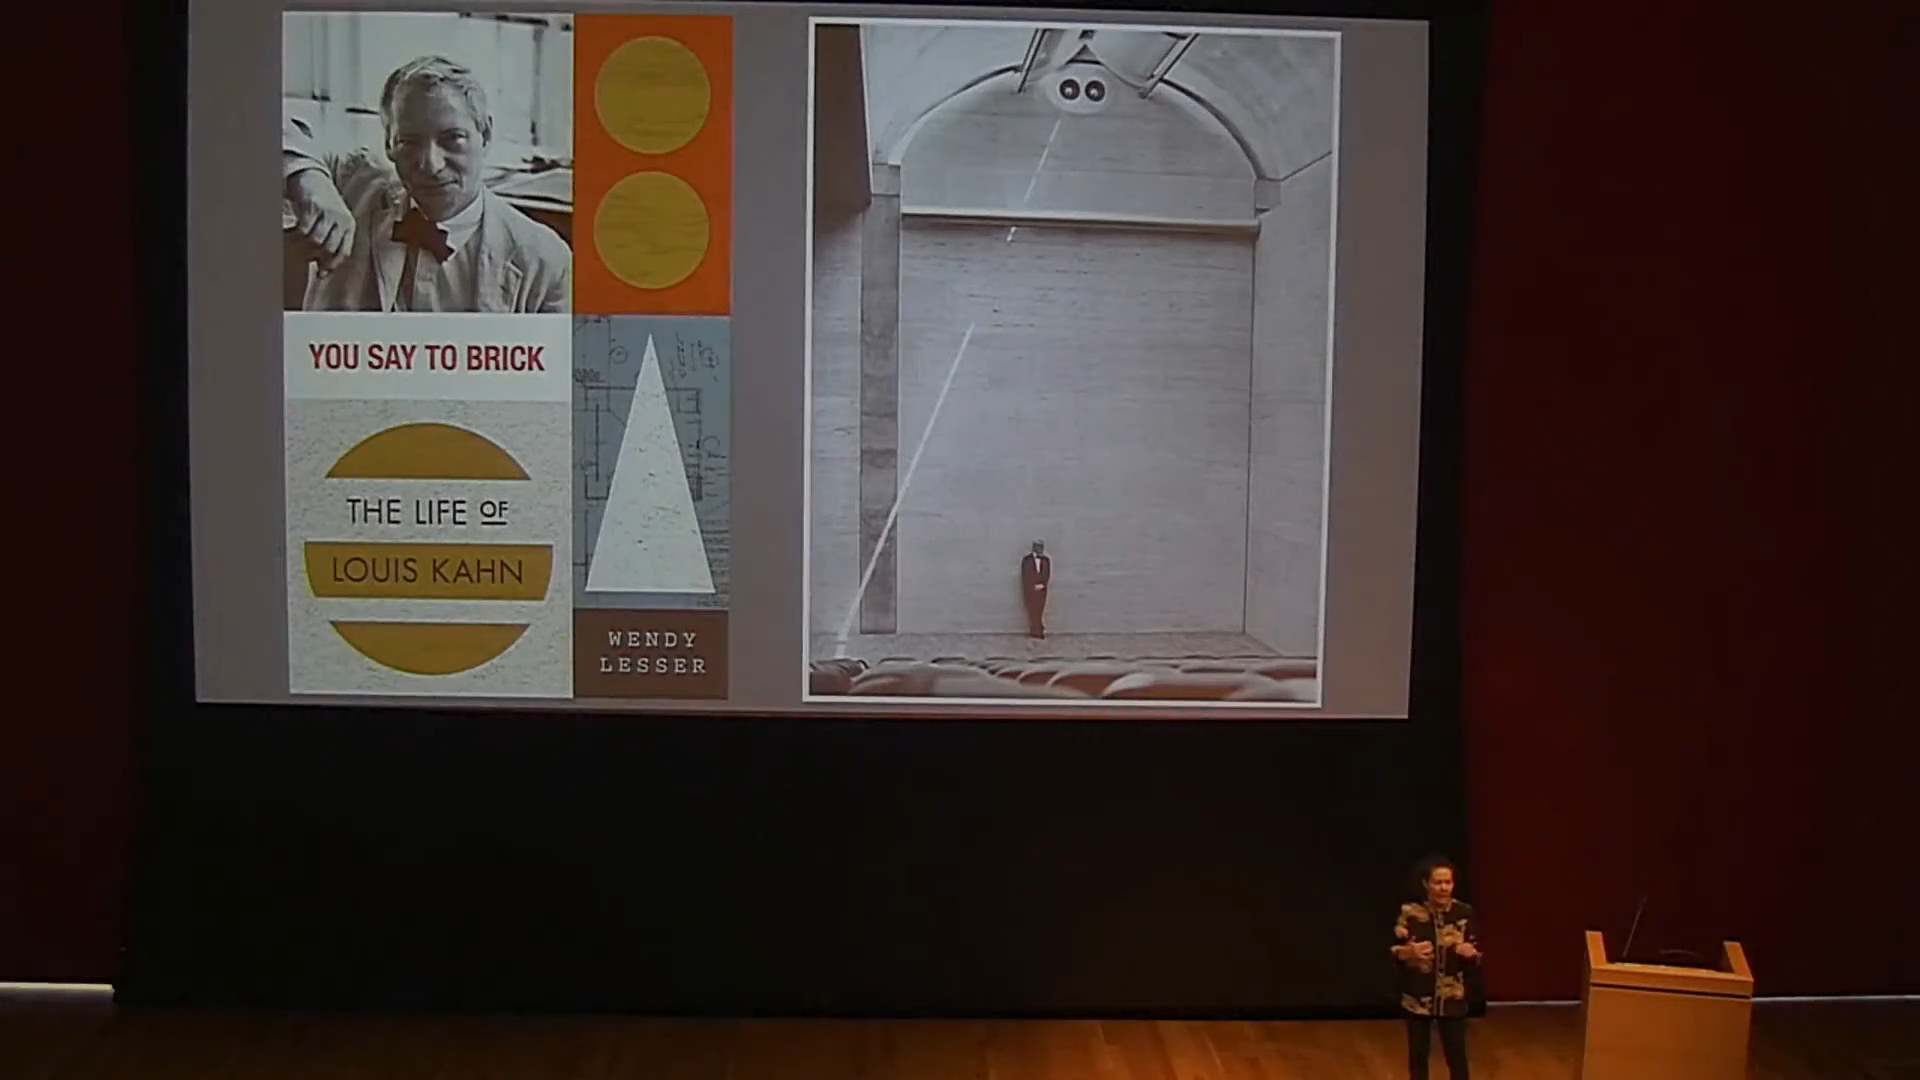 YOU SAY TO BRICK
THE LIFE OF
LOUIS KAHN
WENDY
LESSER